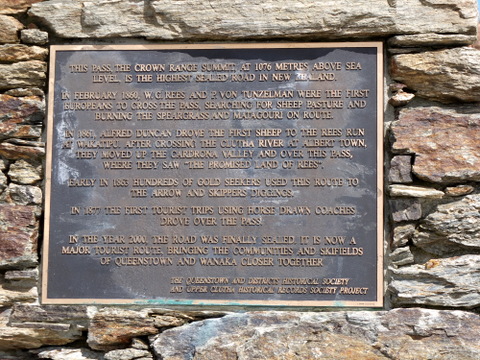 THIS PASS, THE CROWN RANGE SUMMIT, AT 1076 METRES ABOVE SEA
LEVEL, IS THE HIGHEST SEALED ROAD IN NEW ZEALAND.
IN FEBRUARY 1860, W.G REES AND P. VON TUNZELMAN WERE THE FIRST
EUROPEANS TO CROSS THE PASS, SEARCHING FOR SHEEP PASTURE AND
BURNING THE SPEARGRASS AND MATAGOURI ON ROUTE.
IN 1861, ALFRED DUNCAN DROVE THE FIRST SHEEP TO THE REES RUN
AT WAKATIPU. AFTER CROSSING THE CLUTHA RIVER AT ALBERT TOWN,
THEY MOVED UP THE CARDRONA VALLEY AND OVER THIS PASS,
WHERE THEY SAW "THE PROMISED LAND OF REES".
EARLY IN 1863 HUNDREDS OF GOLD SEEKERS USED THIS ROUTE TO
THE ARROW AND SKIPPERS DIGGINGS.
IN 1877 THE FIRST TOURIST TRIPS USING HORSE DRAWN COACHES
DROVE OVER THE PASS.
IN THE YEAR 2000, THE ROAD WAS FINALLY SEALED. IT IS NOW A
MAJOR TOURIST ROUTE, BRINGING THE COMMUNITIES AND SKIFIELDS
OF QUEENSTOWN AND WANAKA CLOSER TOGETHER.
THE QUEENSTOWN AND DISTRICTS HISTORICAL SOCIETY
AND UPPER CLUTHA HISTORICAL RECORDS SOCIETY PROJECT